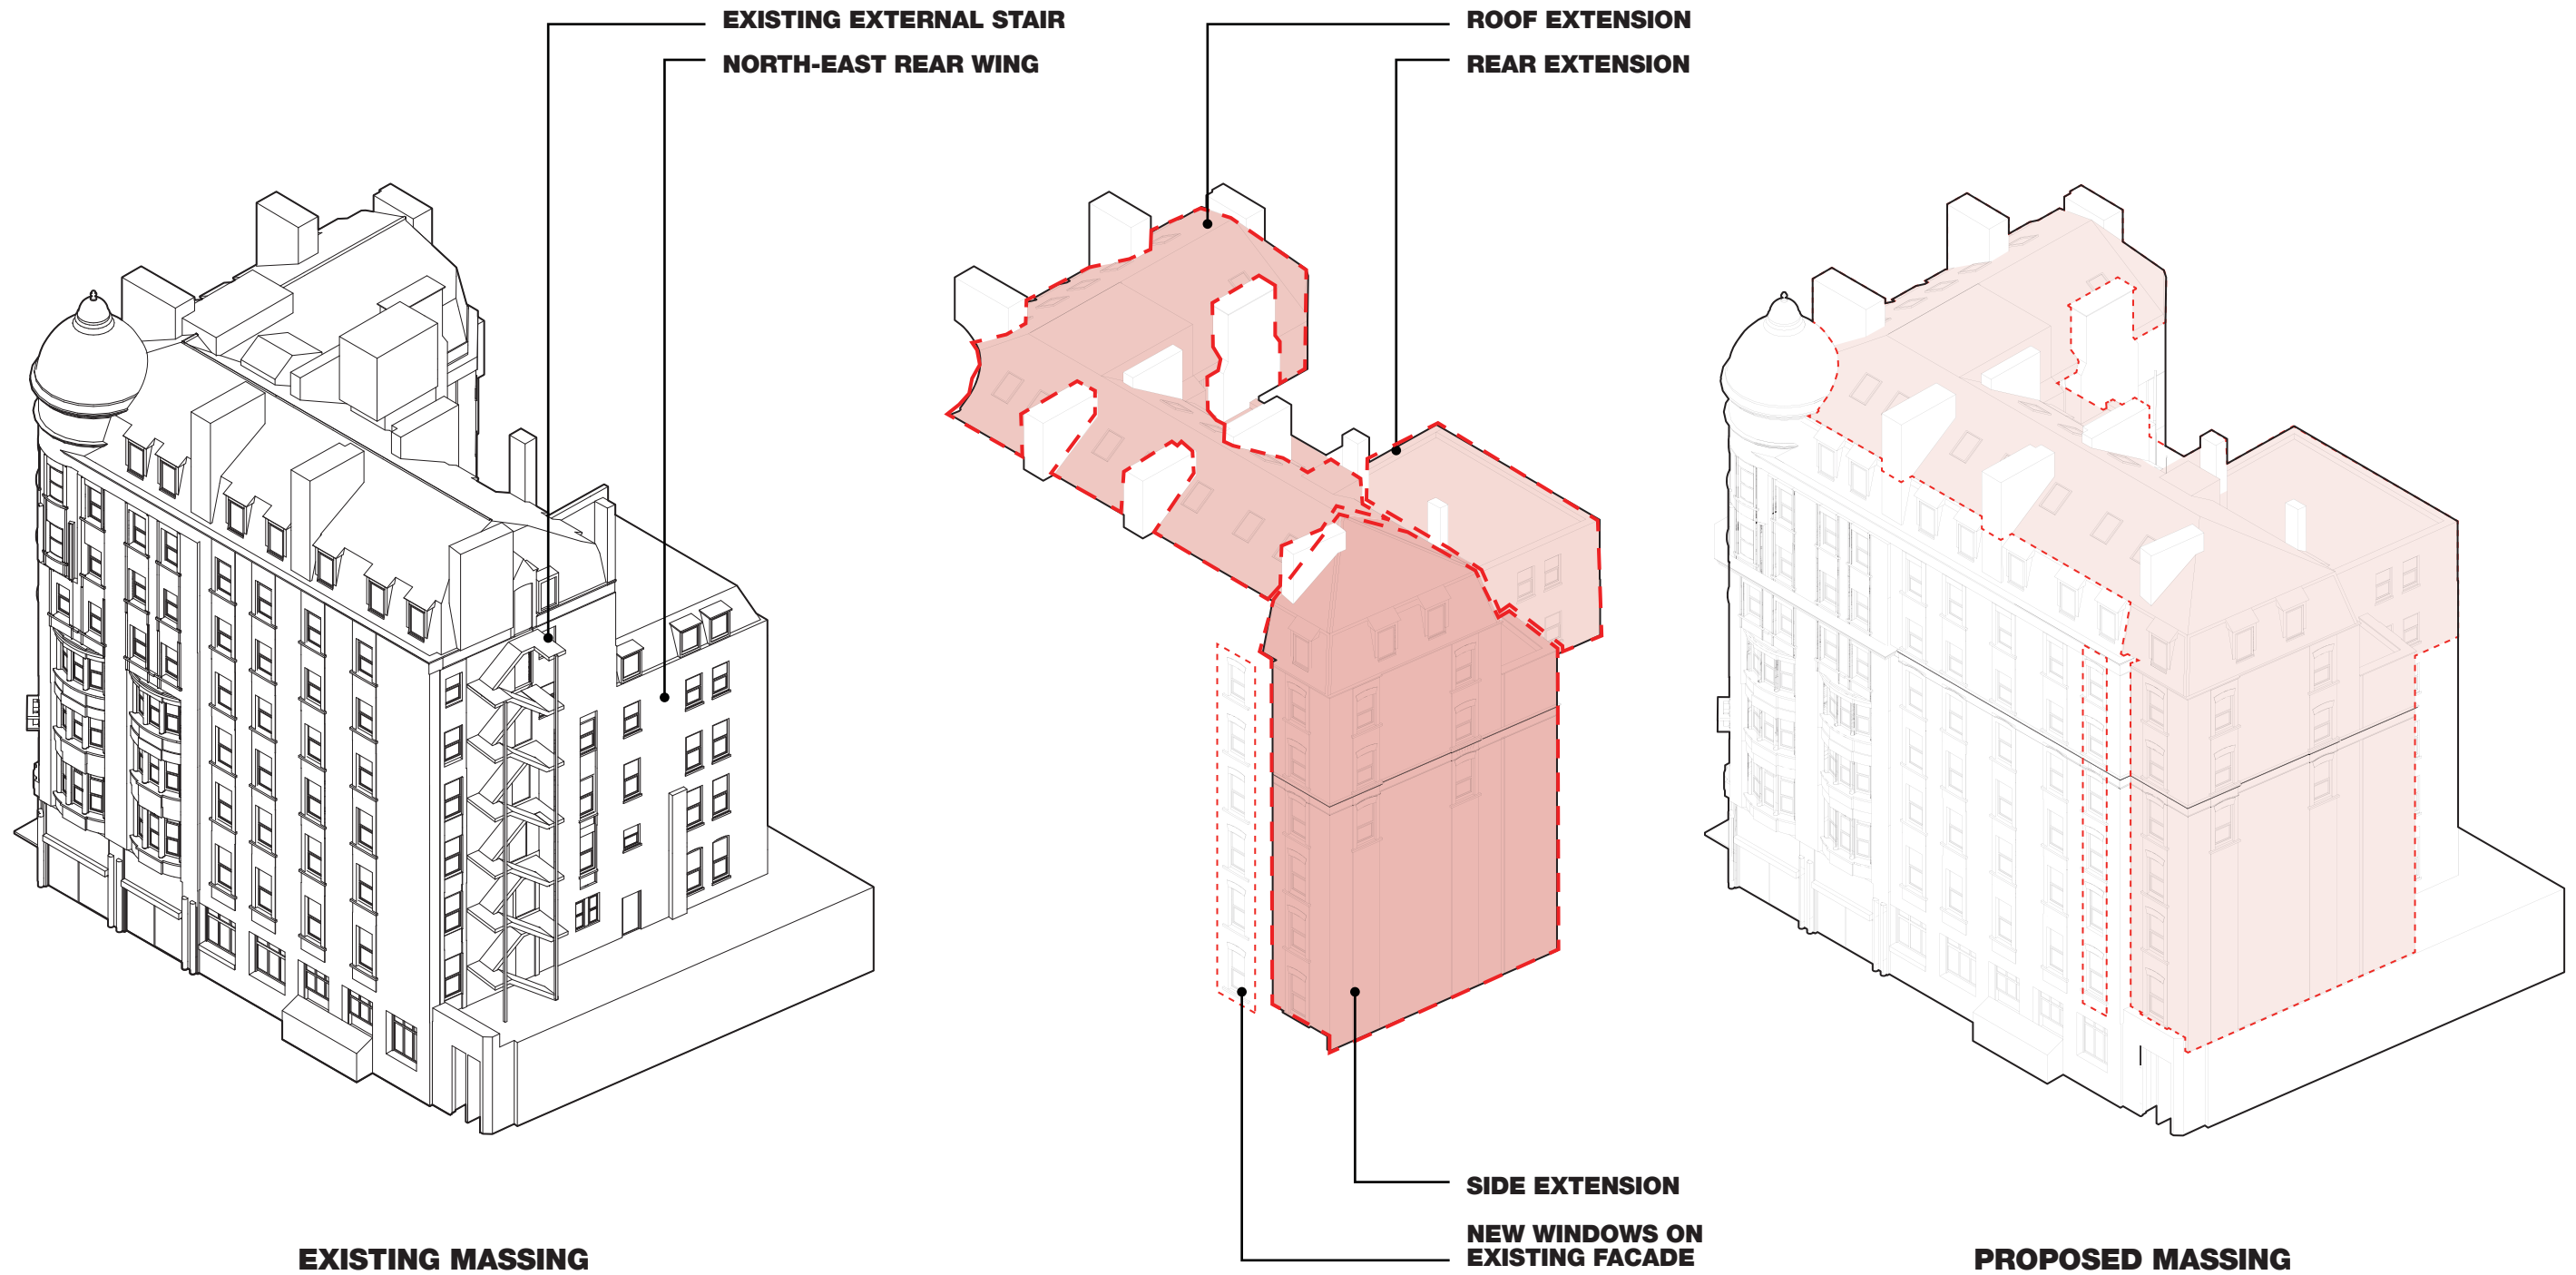 EXISTING EXTERNAL STAIR
NORTH-EAST REAR WING
ROOF EXTENSION
REAR EXTENSION
SIDE EXTENSION
NEW WINDOWS ON
EXISTING FACADE
EXISTING MASSING
PROPOSED MASSING